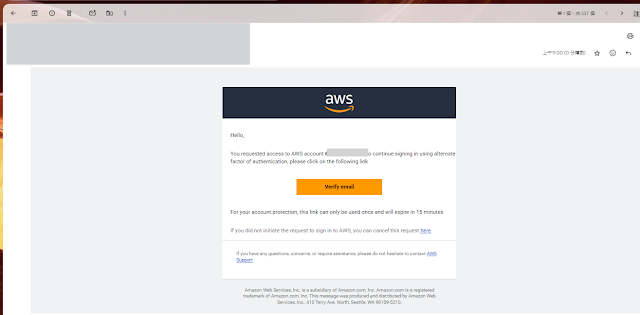 第 1 個，共 537 個
上午11:00 (0 分鐘前)
aws
Hello,
You requested access to AWS account to continue signing in using alternate
factor of authentication, please click on the following link
Verify email
For your account protection, this link can only be used once and will expire in 15 minutes.
If you did not initiate the request to sign in to AWS, you can cancel this request here.
If you have any questions, concerns, or require assistance, please do not hesitate to contact AWS
Support
Amazon Web Services, Inc. is a subsidiary of Amazon.com, Inc. Amazon.com is a registered
trademark of Amazon.com, Inc. This message was produced and distributed by Amazon Web
Services, Inc., 410 Terry Ave. North, Seattle, WA 98109-5210.